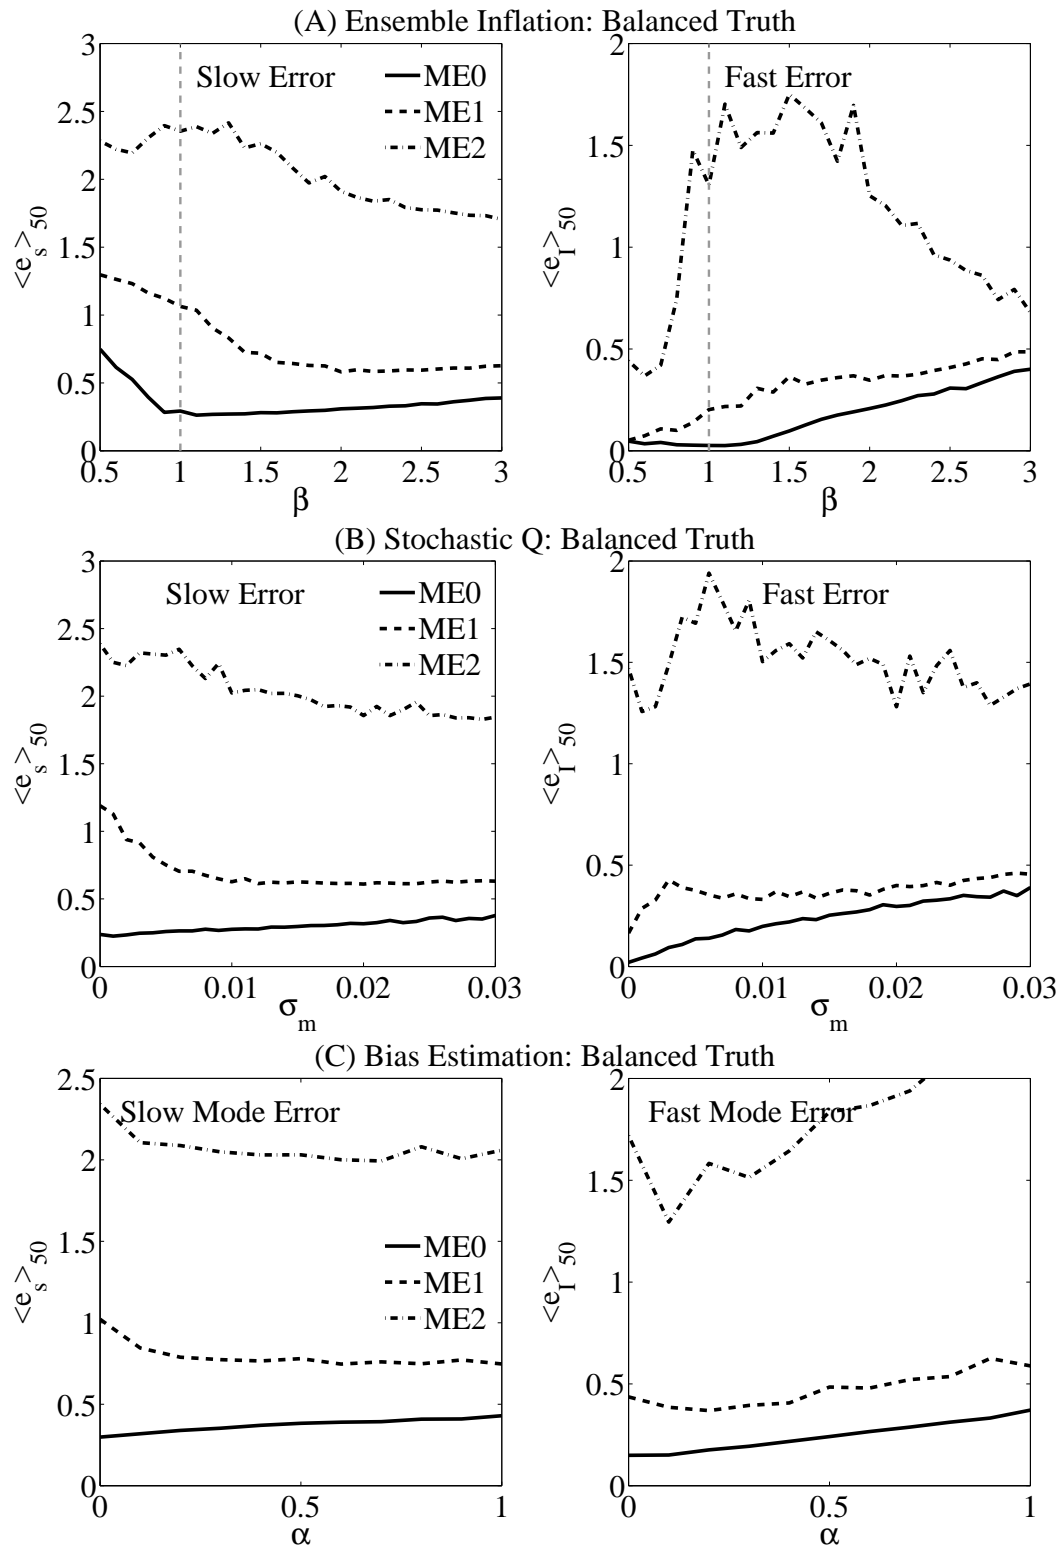 (A) Ensemble Inflation: Balanced Truth
3
2.5
2
1.5
1
0.5
0
<e_s>_50
Slow Error
ME0
ME1
ME2
0.5 1 1.5 2 2.5 3
β
2
1.5
1
0.5
0
<e_I>_50
Fast Error
0.5 1 1.5 2 2.5 3
β
(B) Stochastic Q: Balanced Truth
3
2.5
2
1.5
1
0.5
0
<e_s>_50
Slow Error
ME0
ME1
ME2
0 0.01 0.02 0.03
σ_m
2
1.5
1
0.5
0
<e_I>_50
Fast Error
0 0.01 0.02 0.03
σ_m
(C) Bias Estimation: Balanced Truth
2.5
2
1.5
1
0.5
0
<e_s>_50
Slow Mode Error
ME0
ME1
ME2
0 0.5 1
α
2
1.5
1
0.5
0
<e_I>_50
Fast Mode Error
0 0.5 1
α